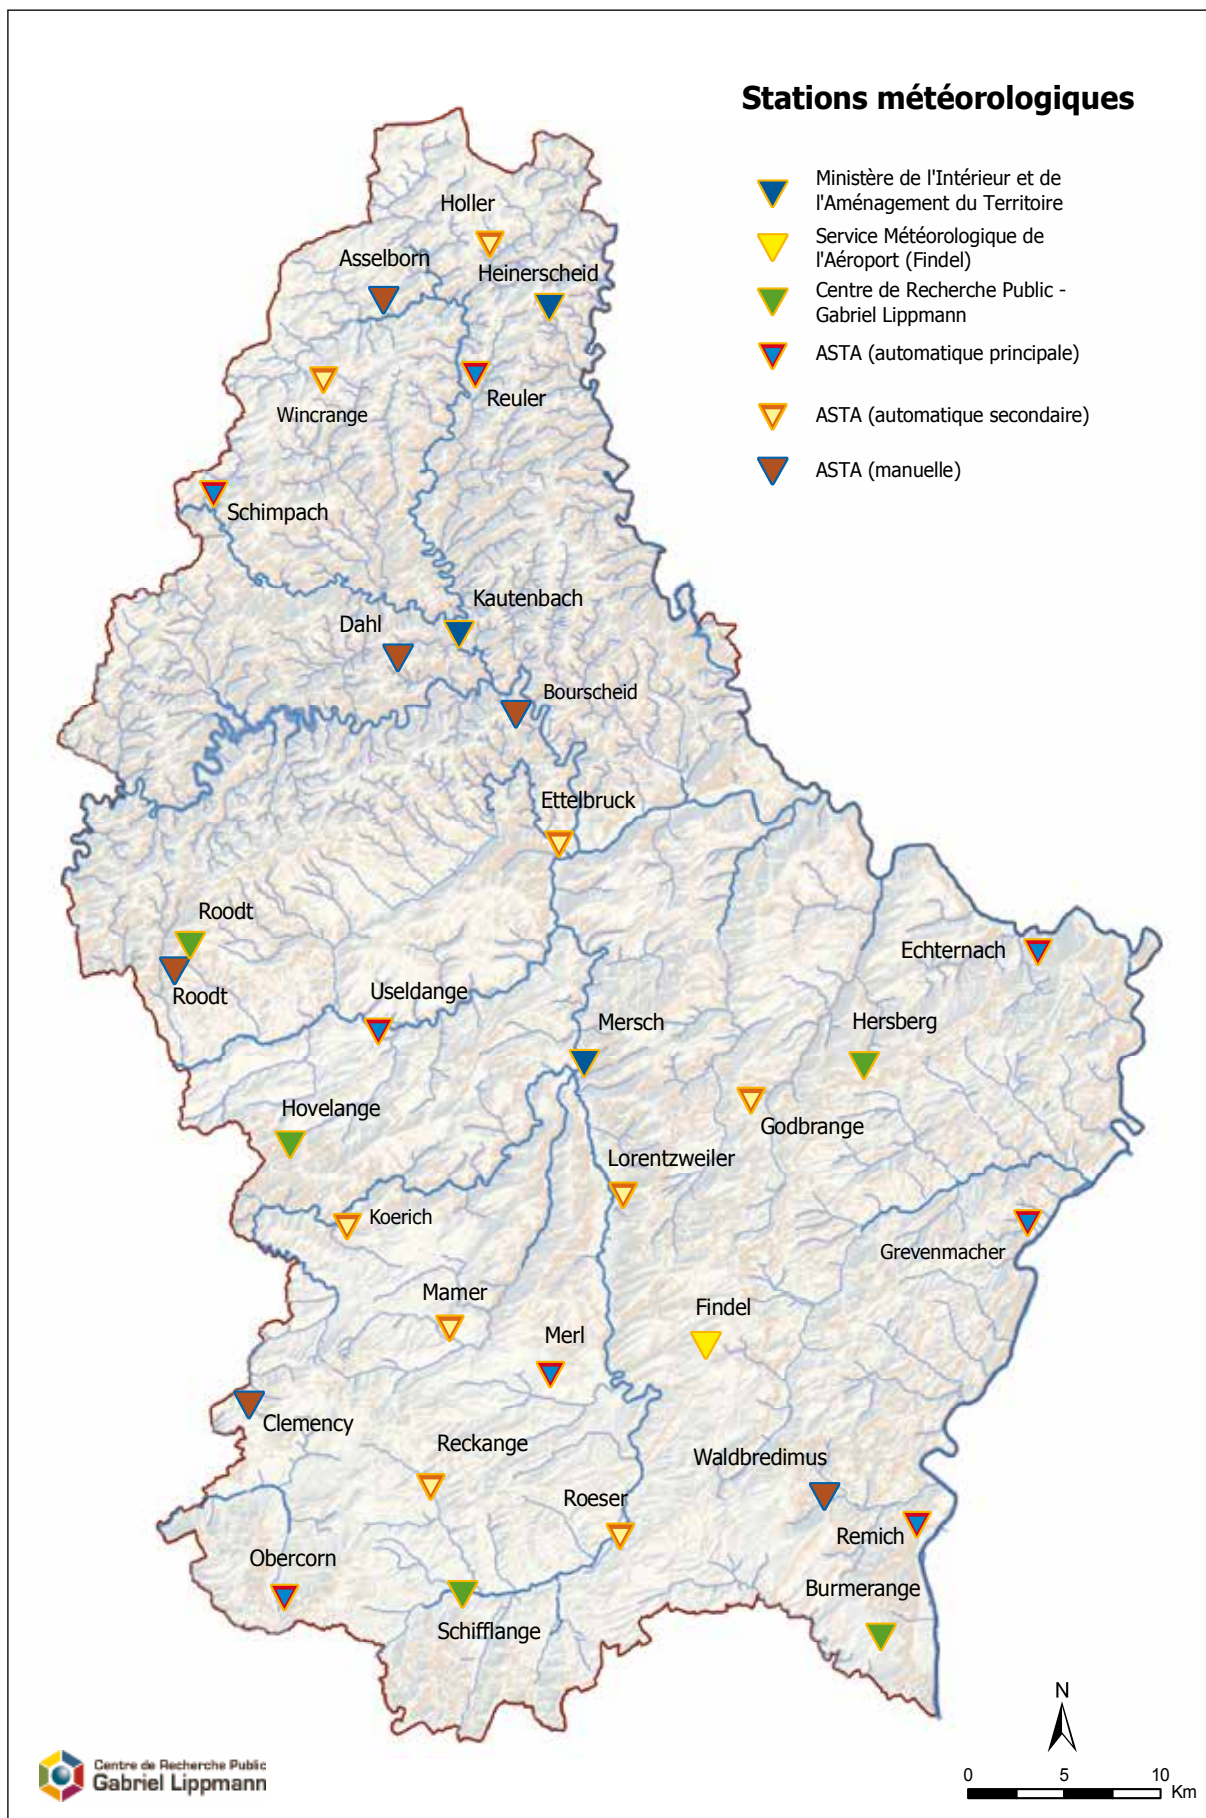 Stations météorologiques
Ministère de l'Intérieur et de
l'Aménagement du Territoire
Service Météorologique de
l'Aéroport (Findel)
Centre de Recherche Public -
Gabriel Lippmann
ASTA (automatique principale)
ASTA (automatique secondaire)
ASTA (manuelle)
Holler
Asselborn
Heinerscheid
Reuler
Wincrange
Schimpach
Kautenbach
Dahl
Bourscheid
Ettelbruck
Roodt
Echternach
Roodt
Useldange
Mersch
Hersberg
Hovelange
Godbrange
Lorentzweiler
Koerich
Grevenmacher
Mamer
Findel
Merl
Clemency
Reckange
Waldbredimus
Roeser
Remich
Obercorn
Burmerange
Schifflange
N
0 5 10
Km
Centre de Recherche Public
Gabriel Lippmann